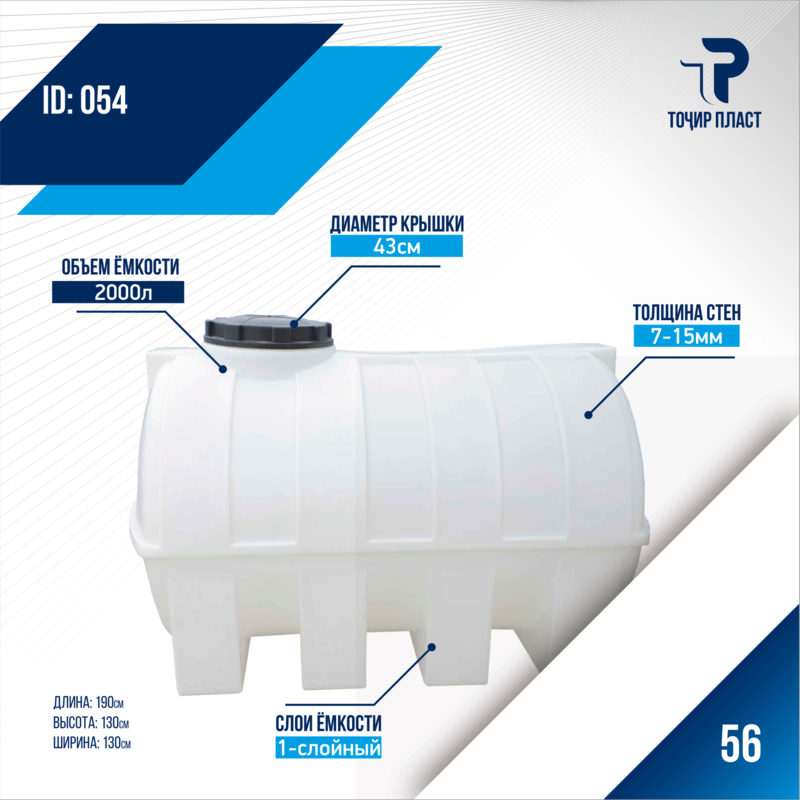 ID: 054
ТОҶИР ПЛАСТ
ДИАМЕТР КРЫШКИ
43см
ОБЪЕМ ЁМКОСТИ
2000л
ТОЛЩИНА СТЕН
7-15мм
СЛОИ ЁМКОСТИ
1-слойный
ДЛИНА: 190см
ВЫСОТА: 130см
ШИРИНА: 130см
56